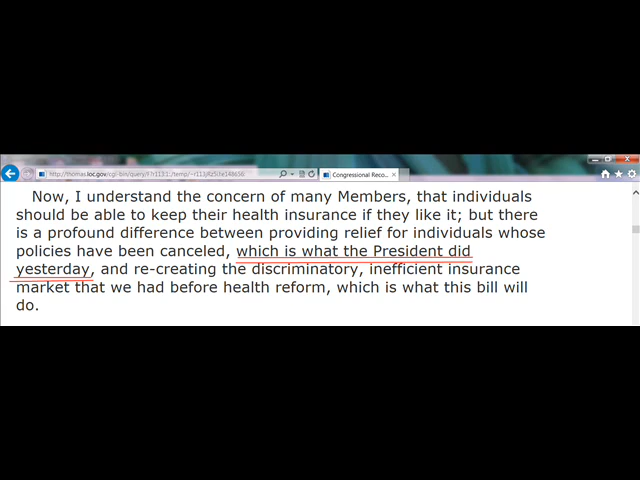 Congressional Reco...
Now, I understand the concern of many Members, that individuals
should be able to keep their health insurance if they like it; but there
is a profound difference between providing relief for individuals whose
policies have been canceled, which is what the President did
yesterday, and re-creating the discriminatory, inefficient insurance
market that we had before health reform, which is what this bill will
do.